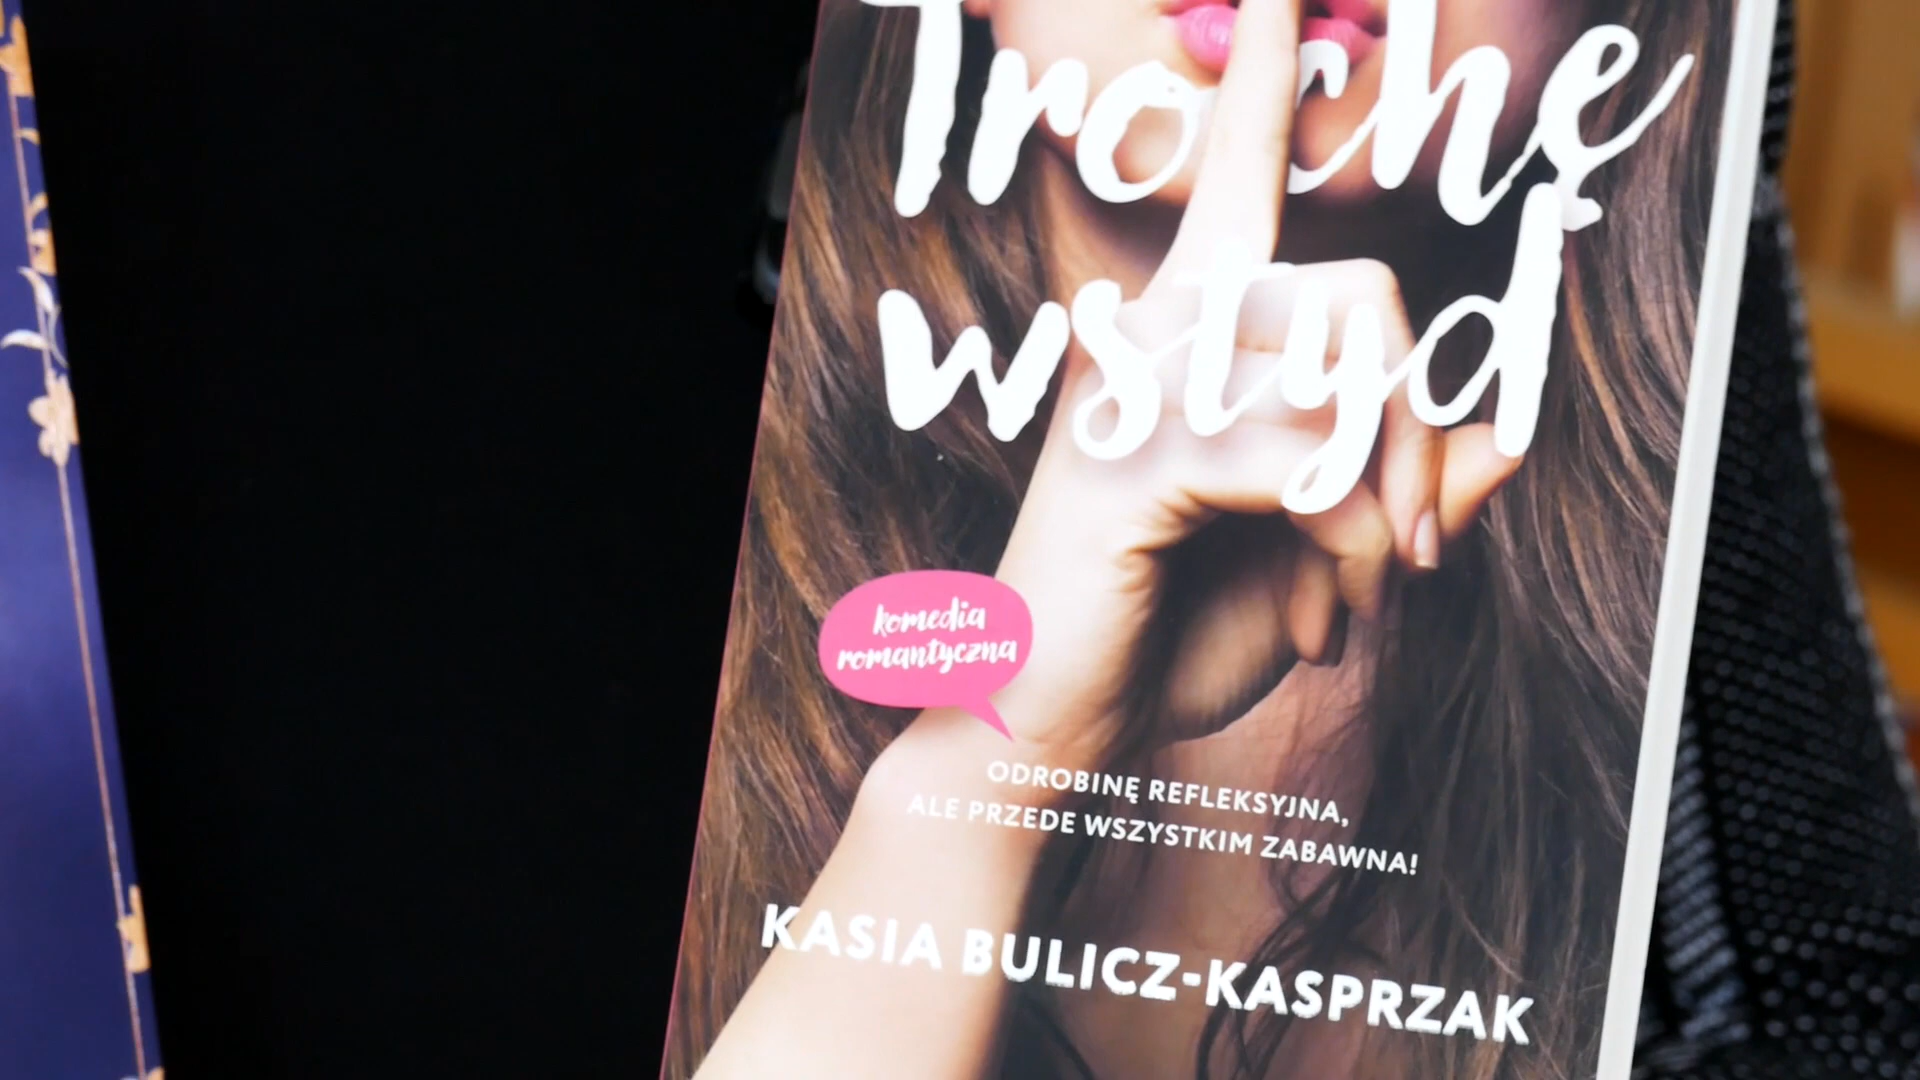 Trochę
wstyd
komedia
romantyczna
ODROBINĘ REFLEKSYJNA,
ALE PRZEDE WSZYSTKIM ZABAWNA!
KASIA BULICZ-KASPRZAK